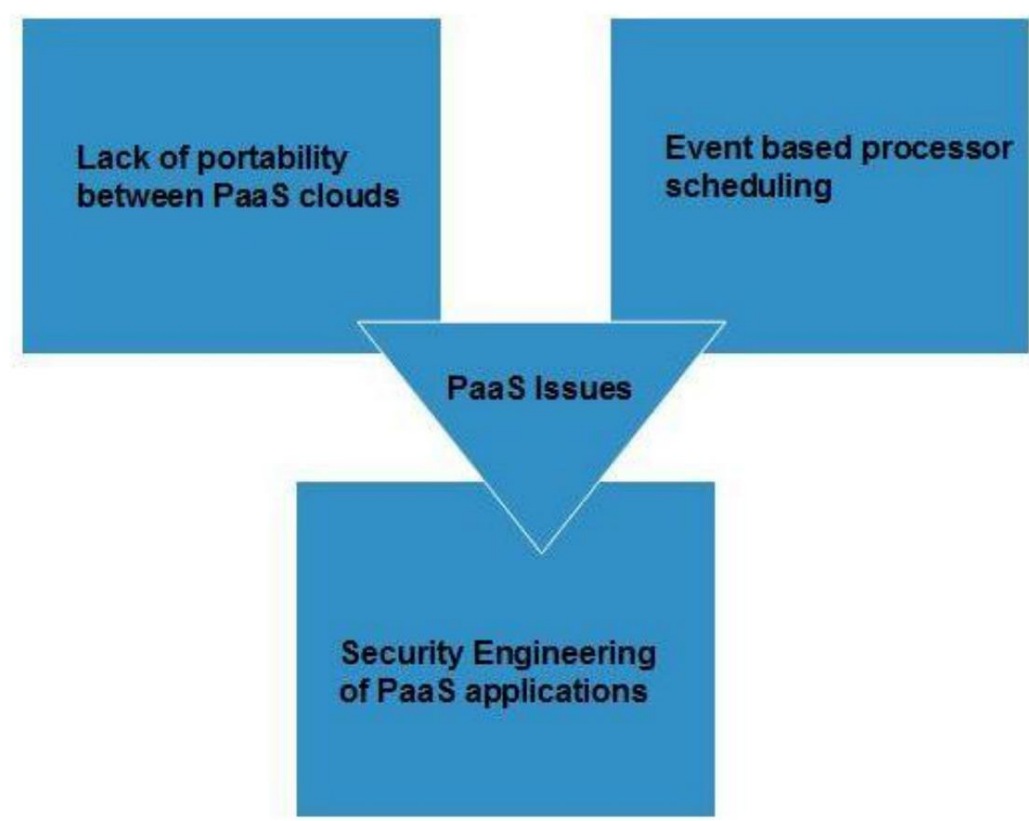 Lack of portability
between PaaS clouds
Event based processor
scheduling
PaaS Issues
Security Engineering
of PaaS applications